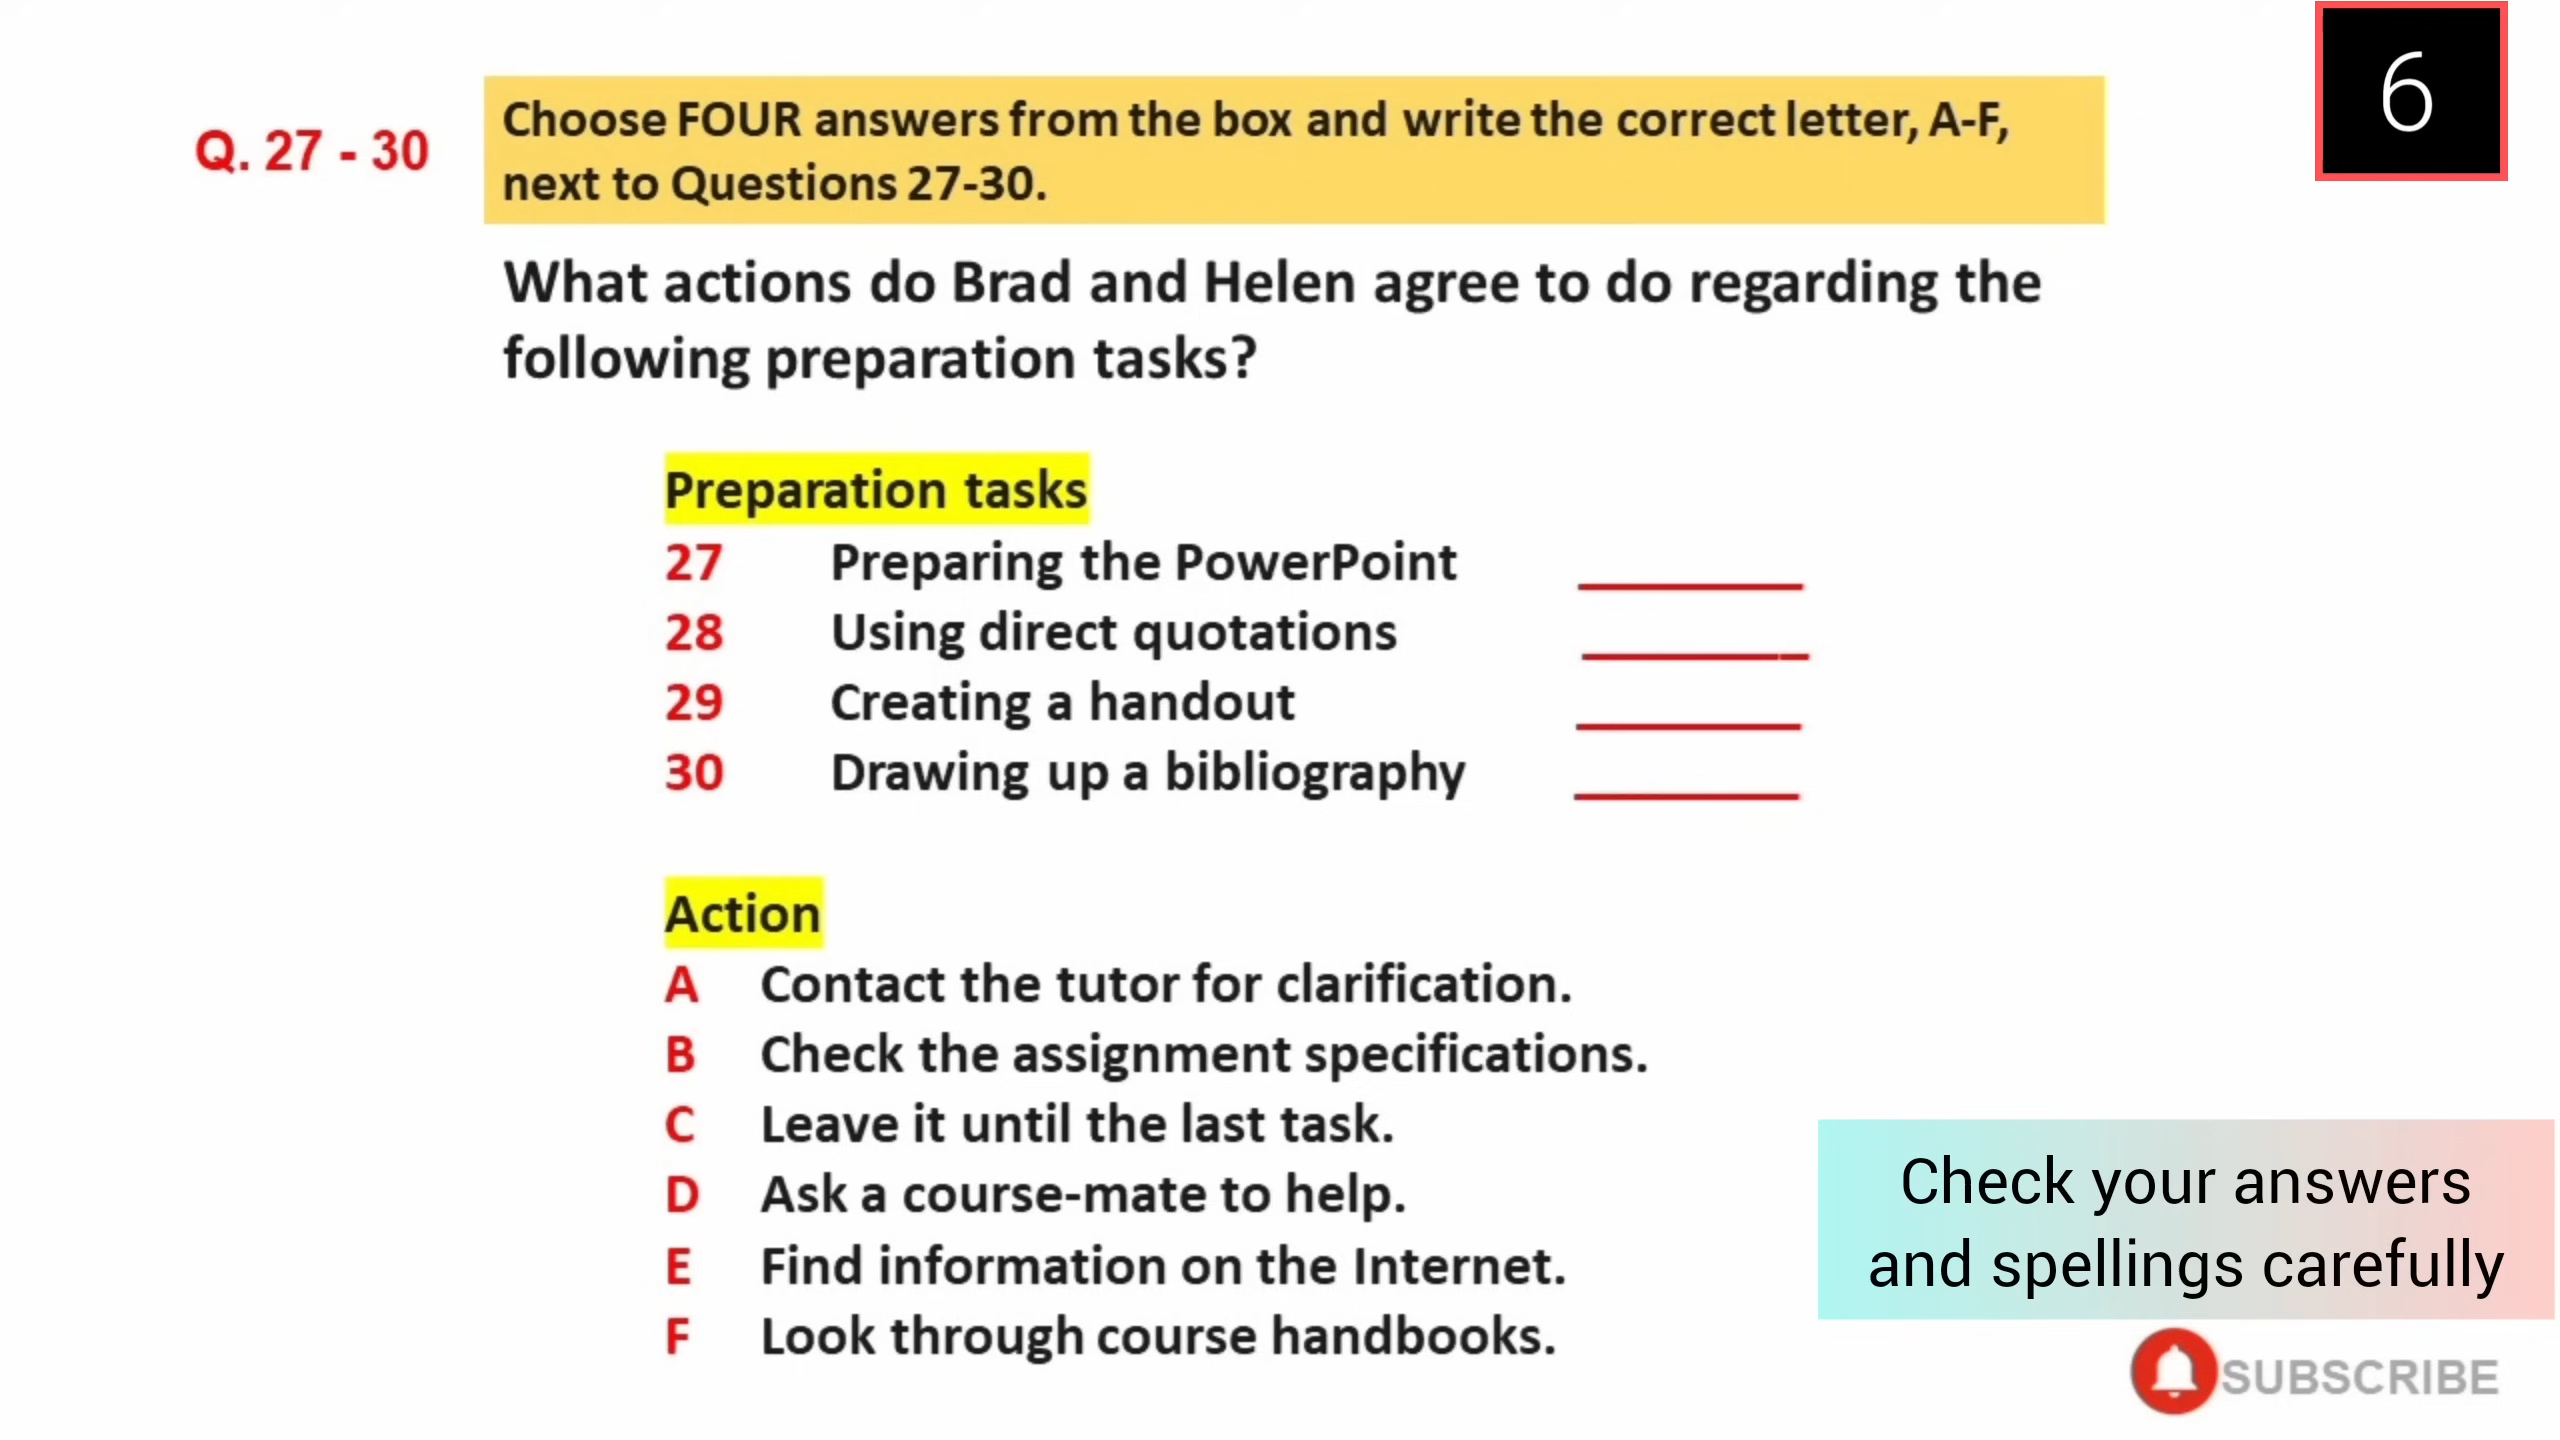 6
Q. 27 - 30
Choose FOUR answers from the box and write the correct letter, A-F,
next to Questions 27-30.
What actions do Brad and Helen agree to do regarding the
following preparation tasks?
Preparation tasks
27 Preparing the PowerPoint
28 Using direct quotations
29 Creating a handout
30 Drawing up a bibliography
Action
A Contact the tutor for clarification.
B Check the assignment specifications.
C Leave it until the last task.
D Ask a course-mate to help.
E Find information on the Internet.
F Look through course handbooks.
Check your answers
and spellings carefully
SUBSCRIBE